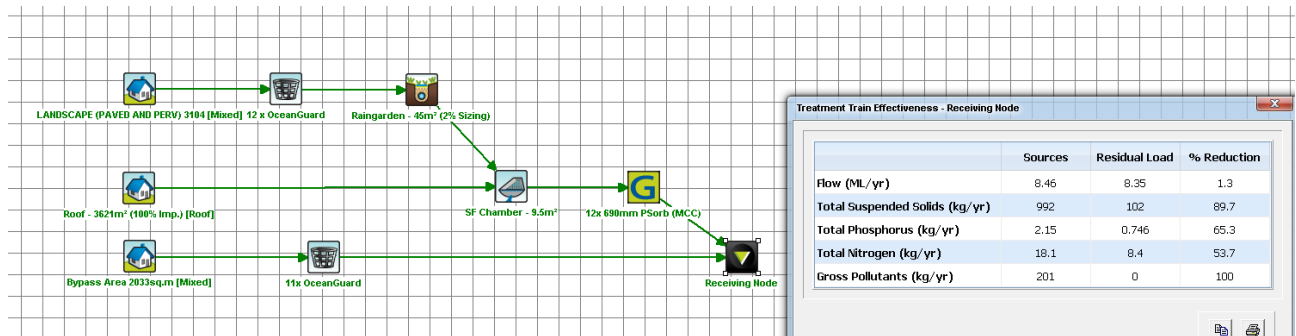 LANDSCAPE (PAVED AND PERV) 3104 [Mixed]
12 x OceanGuard
Raingarden - 45m² (2% Sizing)
Roof - 3621m² (100% Imp.) [Roof]
SF Chamber - 9.5m²
G
12x 690mm PSorb (MCC)
Bypass Area 2033sq.m [Mixed]
11x OceanGuard
Receiving Node
Treatment Train Effectiveness - Receiving Node
Sources Residual Load % Reduction
Flow (ML/yr) 8.46 8.35 1.3
Total Suspended Solids (kg/yr) 992 102 89.7
Total Phosphorus (kg/yr) 2.15 0.746 65.3
Total Nitrogen (kg/yr) 18.1 8.4 53.7
Gross Pollutants (kg/yr) 201 0 100